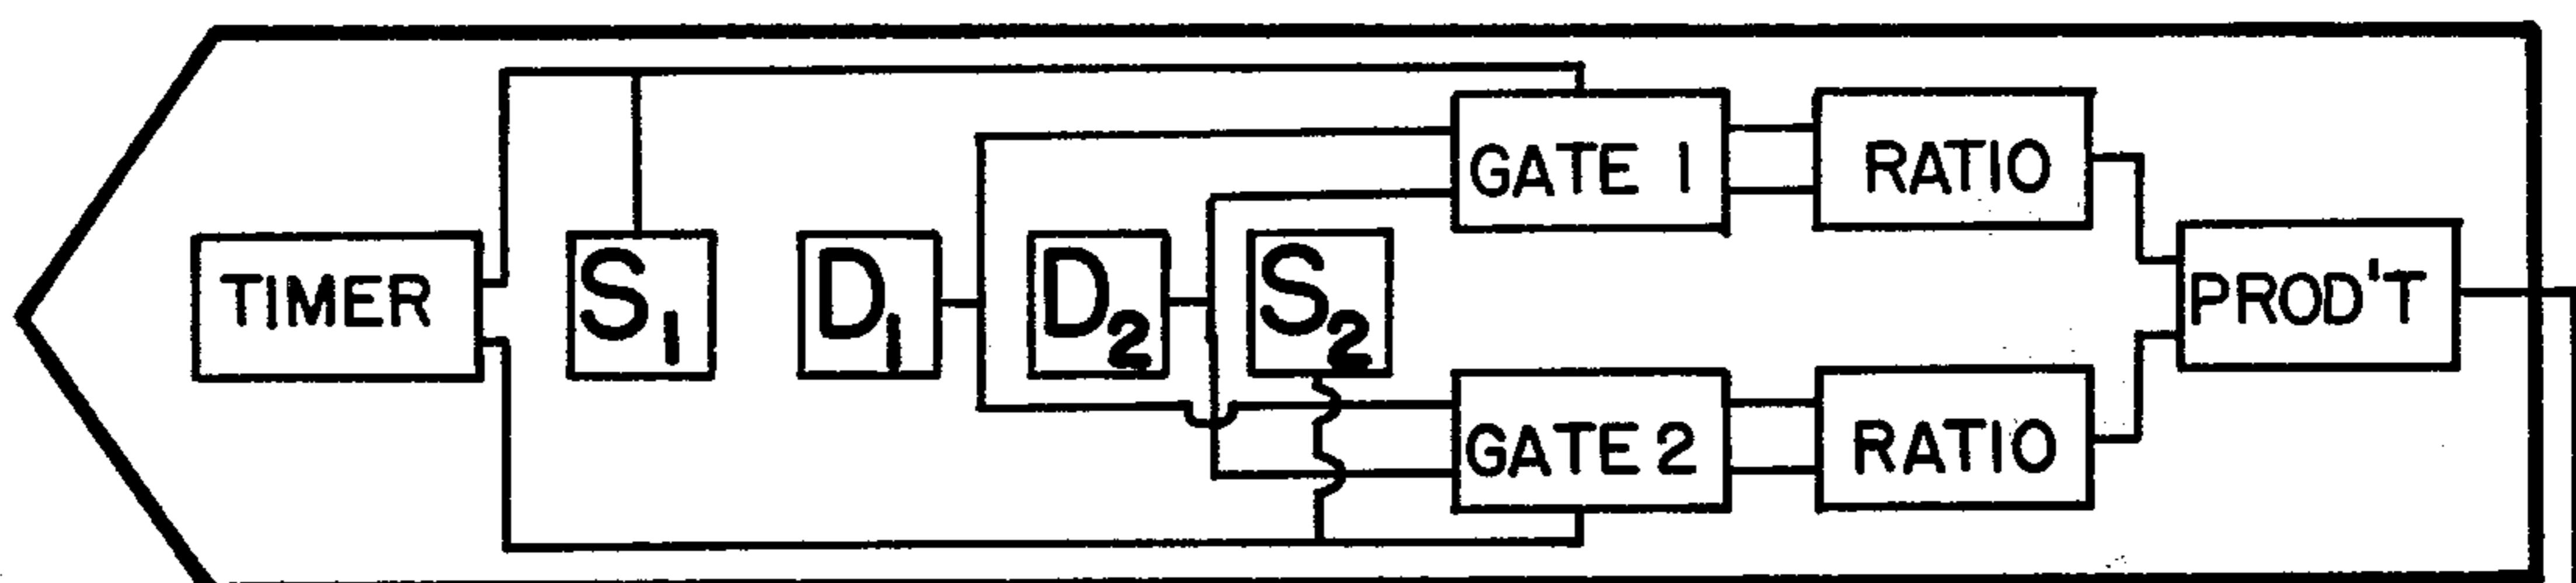 GATE 1
RATIO
TIMER
S1
D1
D2
S2
PROD'T
GATE 2
RATIO